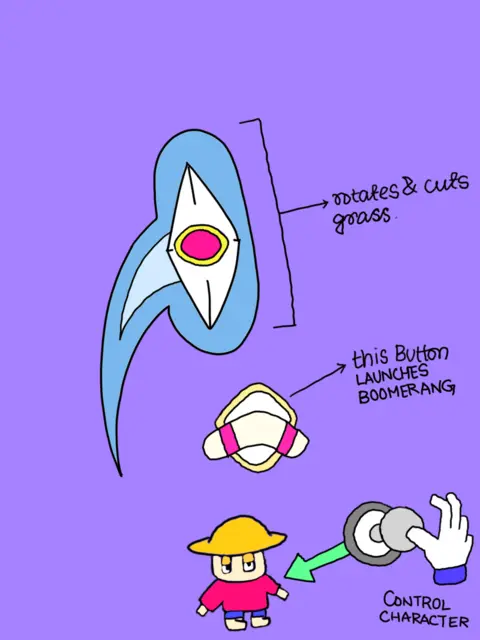 rotates & cuts
grass.
this Button
LAUNCHES
BOOMERANG,
CONTROL
CHARACTER